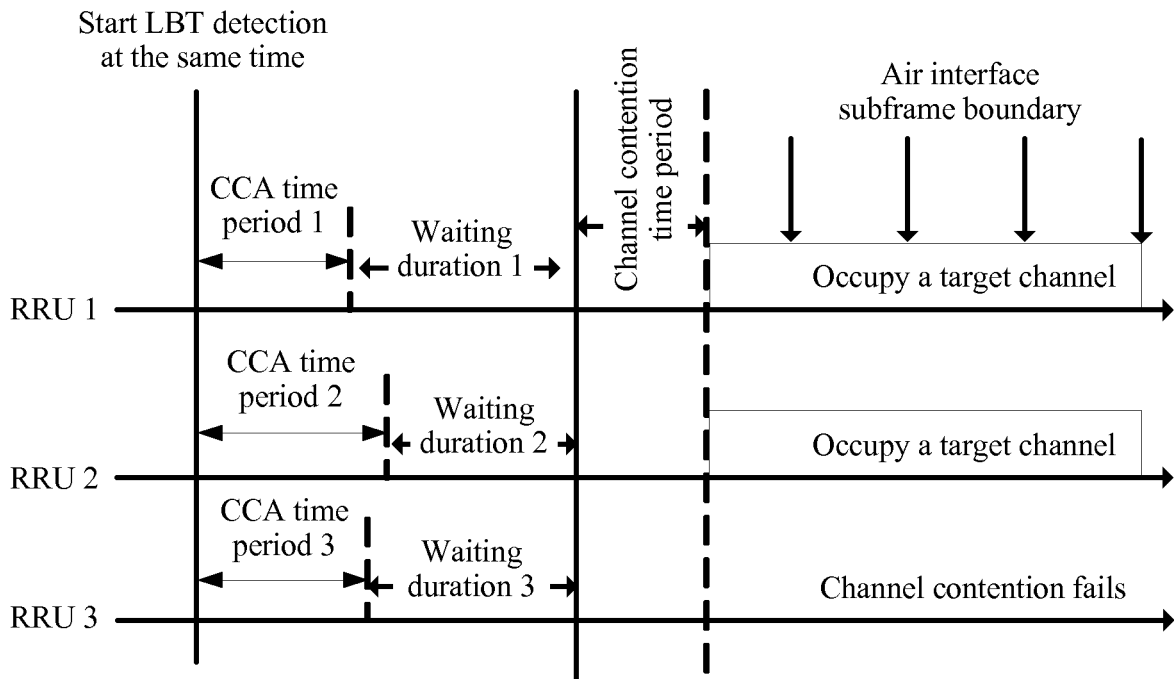 Start LBT detection
at the same time
Channel contention
time period
Air interface
subframe boundary
CCA time
period 1
Waiting
duration 1
Occupy a target channel
RRU 1
CCA time
period 2
Waiting
duration 2
Occupy a target channel
RRU 2
CCA time
period 3
Waiting
duration 3
Channel contention fails
RRU 3